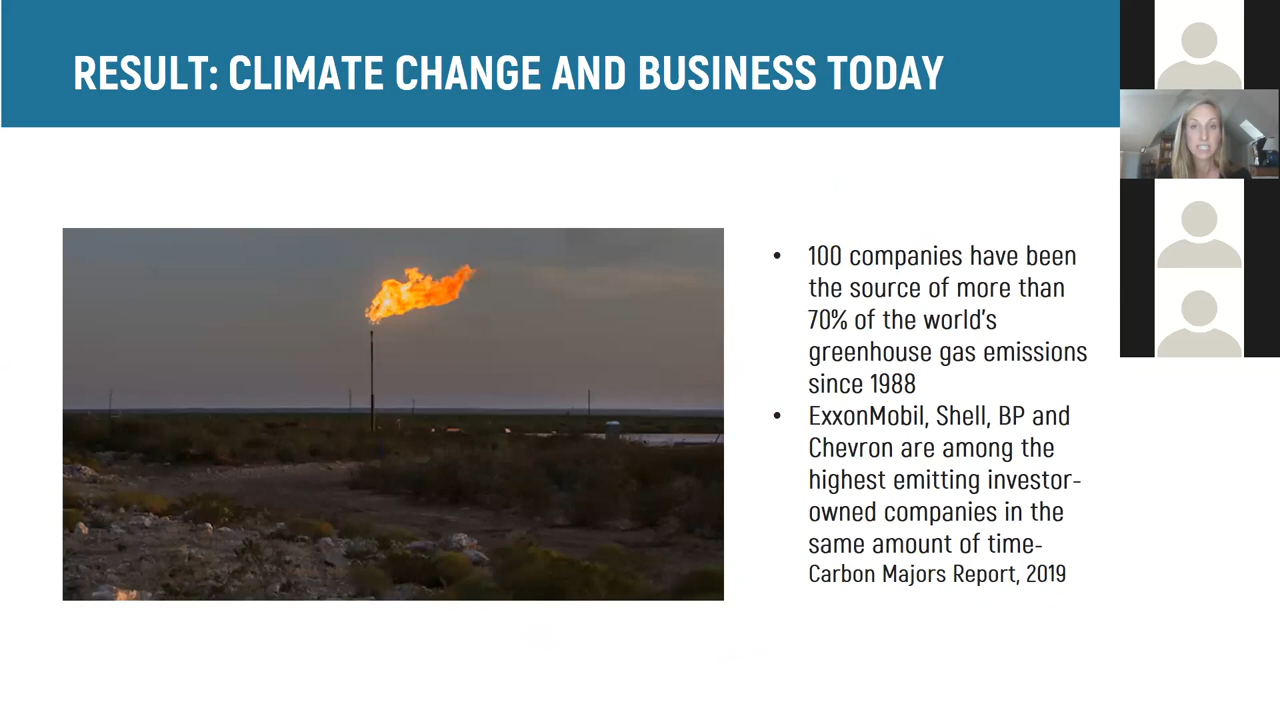 RESULT: CLIMATE CHANGE AND BUSINESS TODAY
• 100 companies have been
the source of more than
70% of the world's
greenhouse gas emissions
since 1988
• ExxonMobil, Shell, BP and
Chevron are among the
highest emitting investor-
owned companies in the
same amount of time-
Carbon Majors Report, 2019